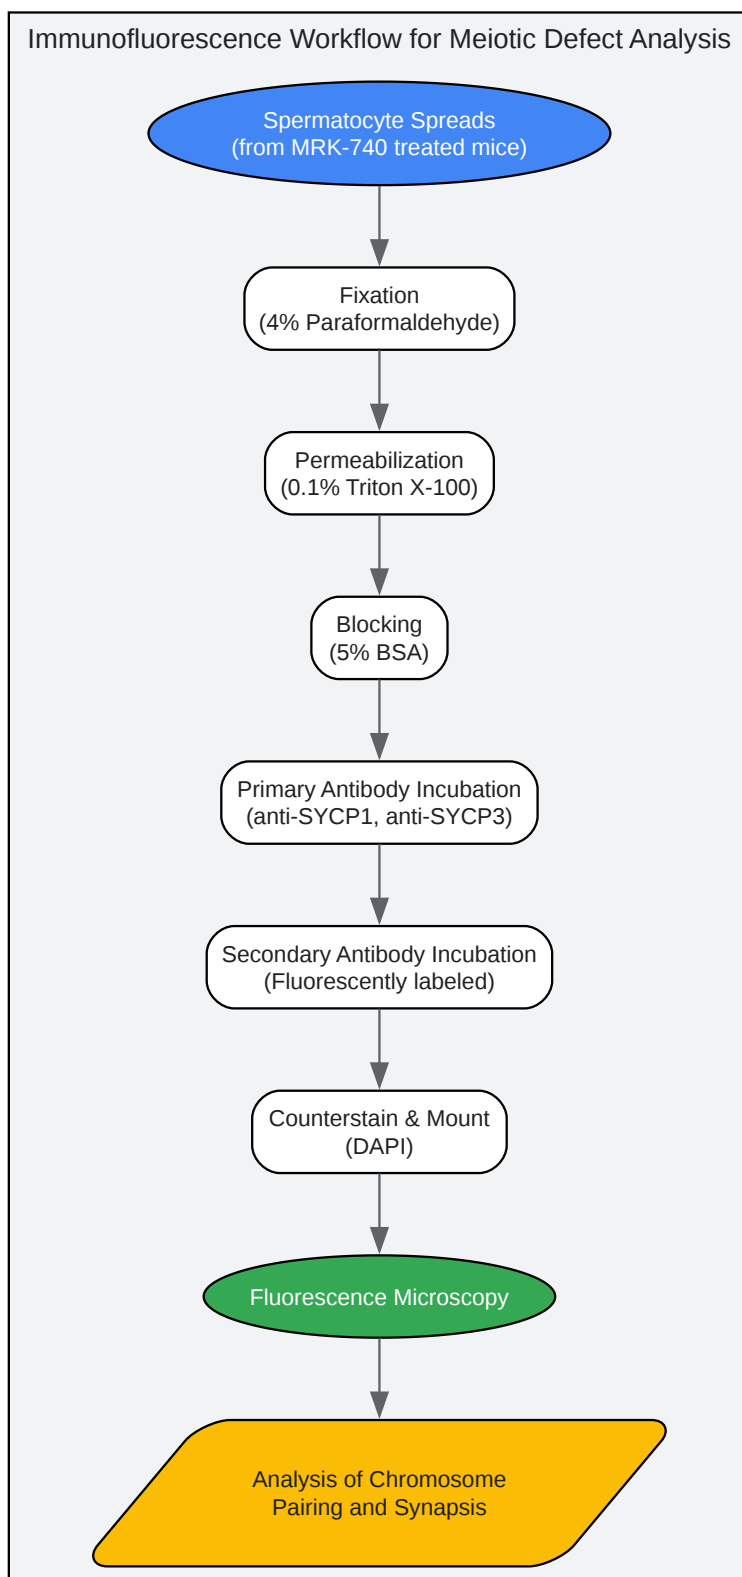 Immunofluorescence Workflow for Meiotic Defect Analysis
Spermatocyte Spreads
(from MRK-740 treated mice)
Fixation
(4% Paraformaldehyde)
Permeabilization
(0.1% Triton X-100)
Blocking
(5% BSA)
Primary Antibody Incubation
(anti-SYCP1, anti-SYCP3)
Secondary Antibody Incubation
(Fluorescently labeled)
Counterstain & Mount
(DAPI)
Fluorescence Microscopy
Analysis of Chromosome
Pairing and Synapsis